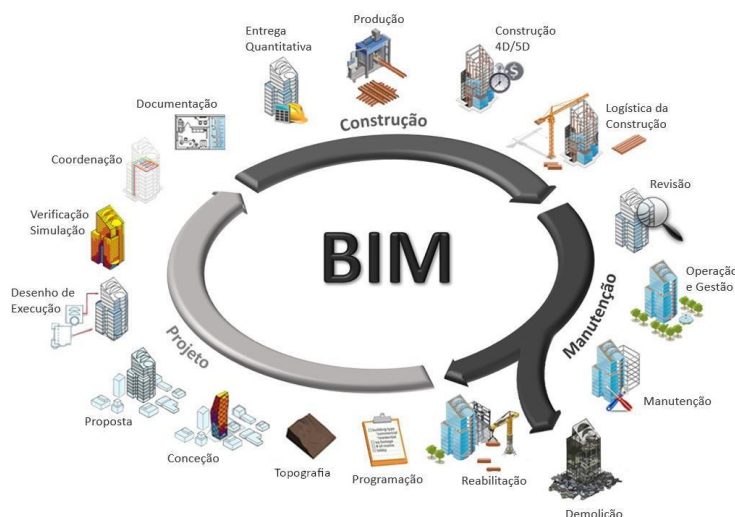 Produção
Entrega
Quantitativa
Construção
4D/5D
Documentação
Construção
Logística da
Construção
Coordenação
Revisão
Verificação
Simulação
BIM
Operação
e Gestão
Desenho de
Execução
Projeto
Manutenção
Manutenção
Proposta
Conceção
Topografia
Programação
Reabilitação
Demolição